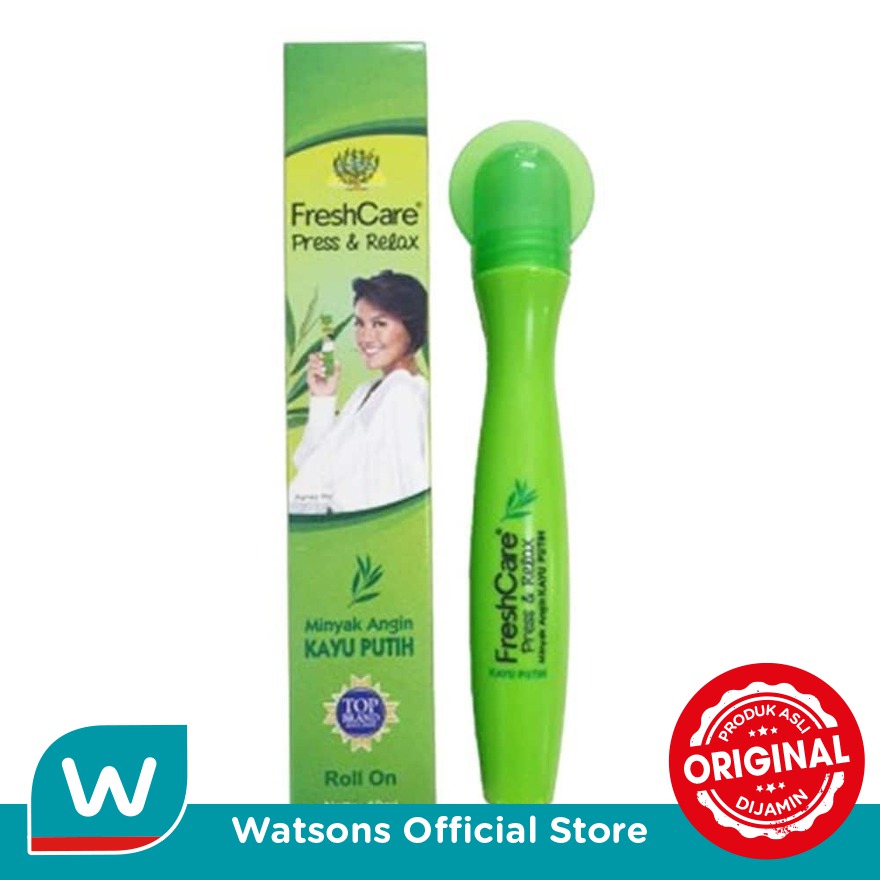 FreshCare®
Press & Relax
Minyak Angin
KAYU PUTIH
TOP
BRAND
Roll On
FreshCare®
Press & Relax
Minyak Angin KAYU PUTIH
KAYU PUTIH
PRODUK ASLI
ORIGINAL
DIJAMIN
W
Watsons Official Store